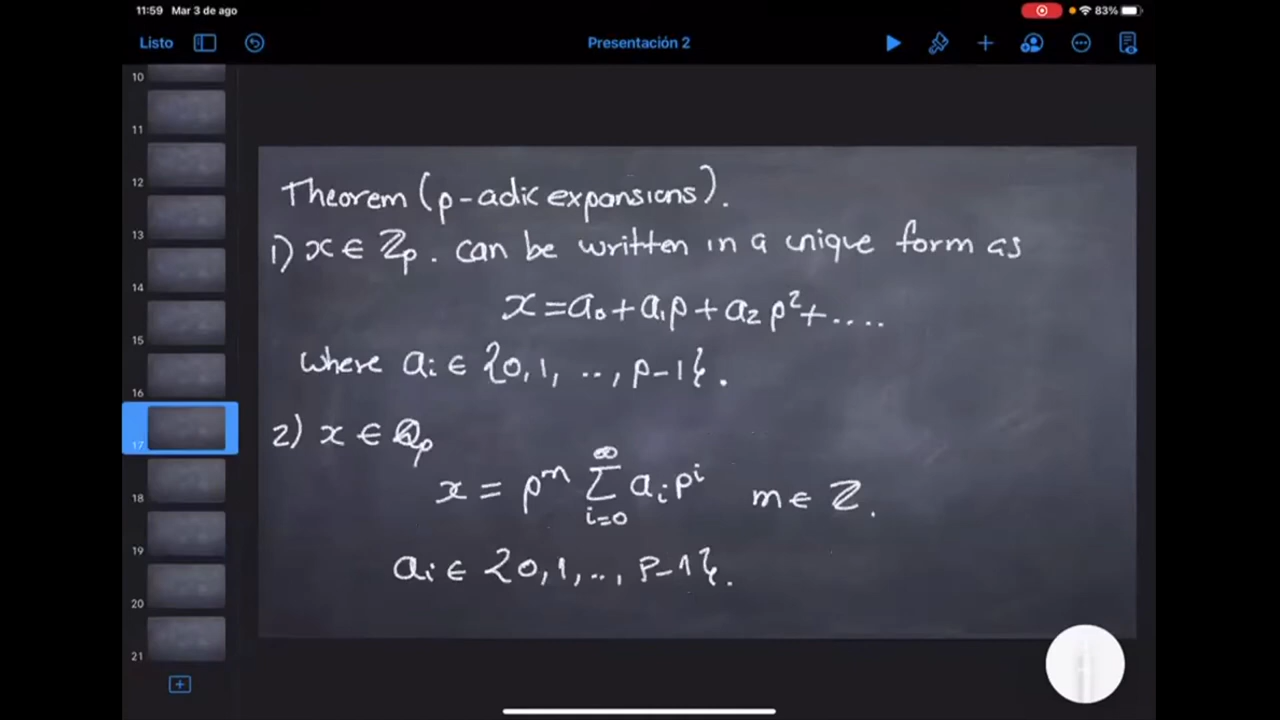 11:59 Mar 3 de ago
83%
Listo
Presentación 2
10
11
12
13
14
15
16
17
18
19
20
21
Theorem (p-adic expansions).
1) x ∈ ℤp. can be written in a unique form as
x = a₀ + a₁p + a₂p² + ....
where aᵢ ∈ {0, 1, .., p-1}.
2) x ∈ ℚp
x = pᵐ ∑_{i=0}^{∞} aᵢpⁱ m ∈ ℤ.
aᵢ ∈ {0, 1, .., p-1}.